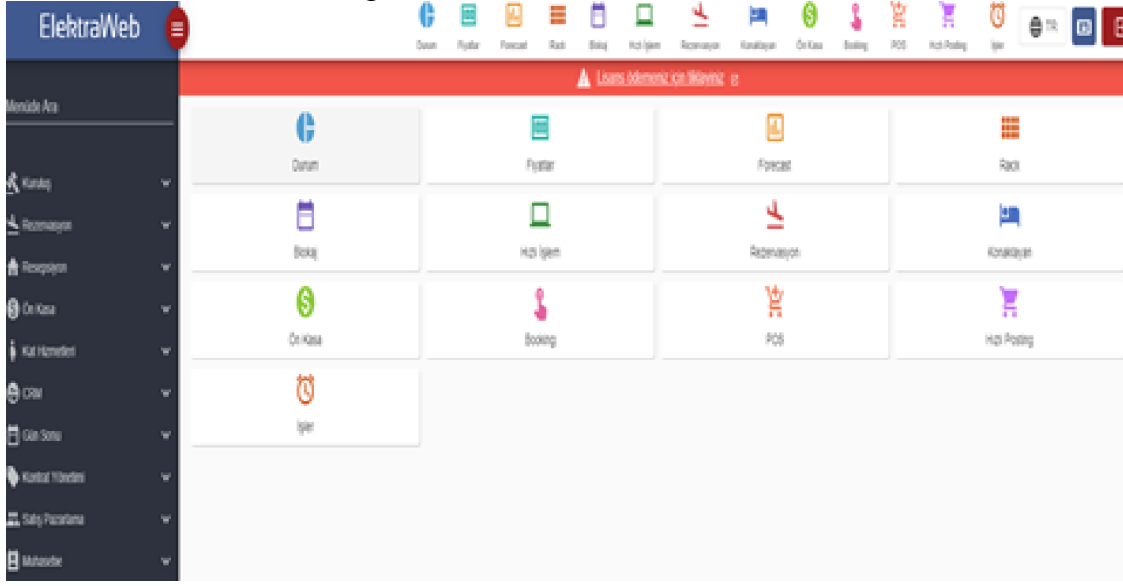 ElektraWeb
Durum Fiyatlar Forecast Rack Blokaj Hızlı İşlem Rezervasyon Konaklayan Ön Kasa Booking POS Hızlı Posting İşler TR
Lisans ödemeniz için tıklayınız
Menüde Ara
Durum Fiyatlar Forecast Rack
Blokaj Hızlı İşlem Rezervasyon Konaklayan
Ön Kasa Booking POS Hızlı Posting
İşler
Kurulış
Rezervasyon
Resepsiyon
Ön Kasa
Kat Hizmetleri
CRM
Gün Sonu
Kontrat Yönetimi
Satış Pazarlama
Muhasebe